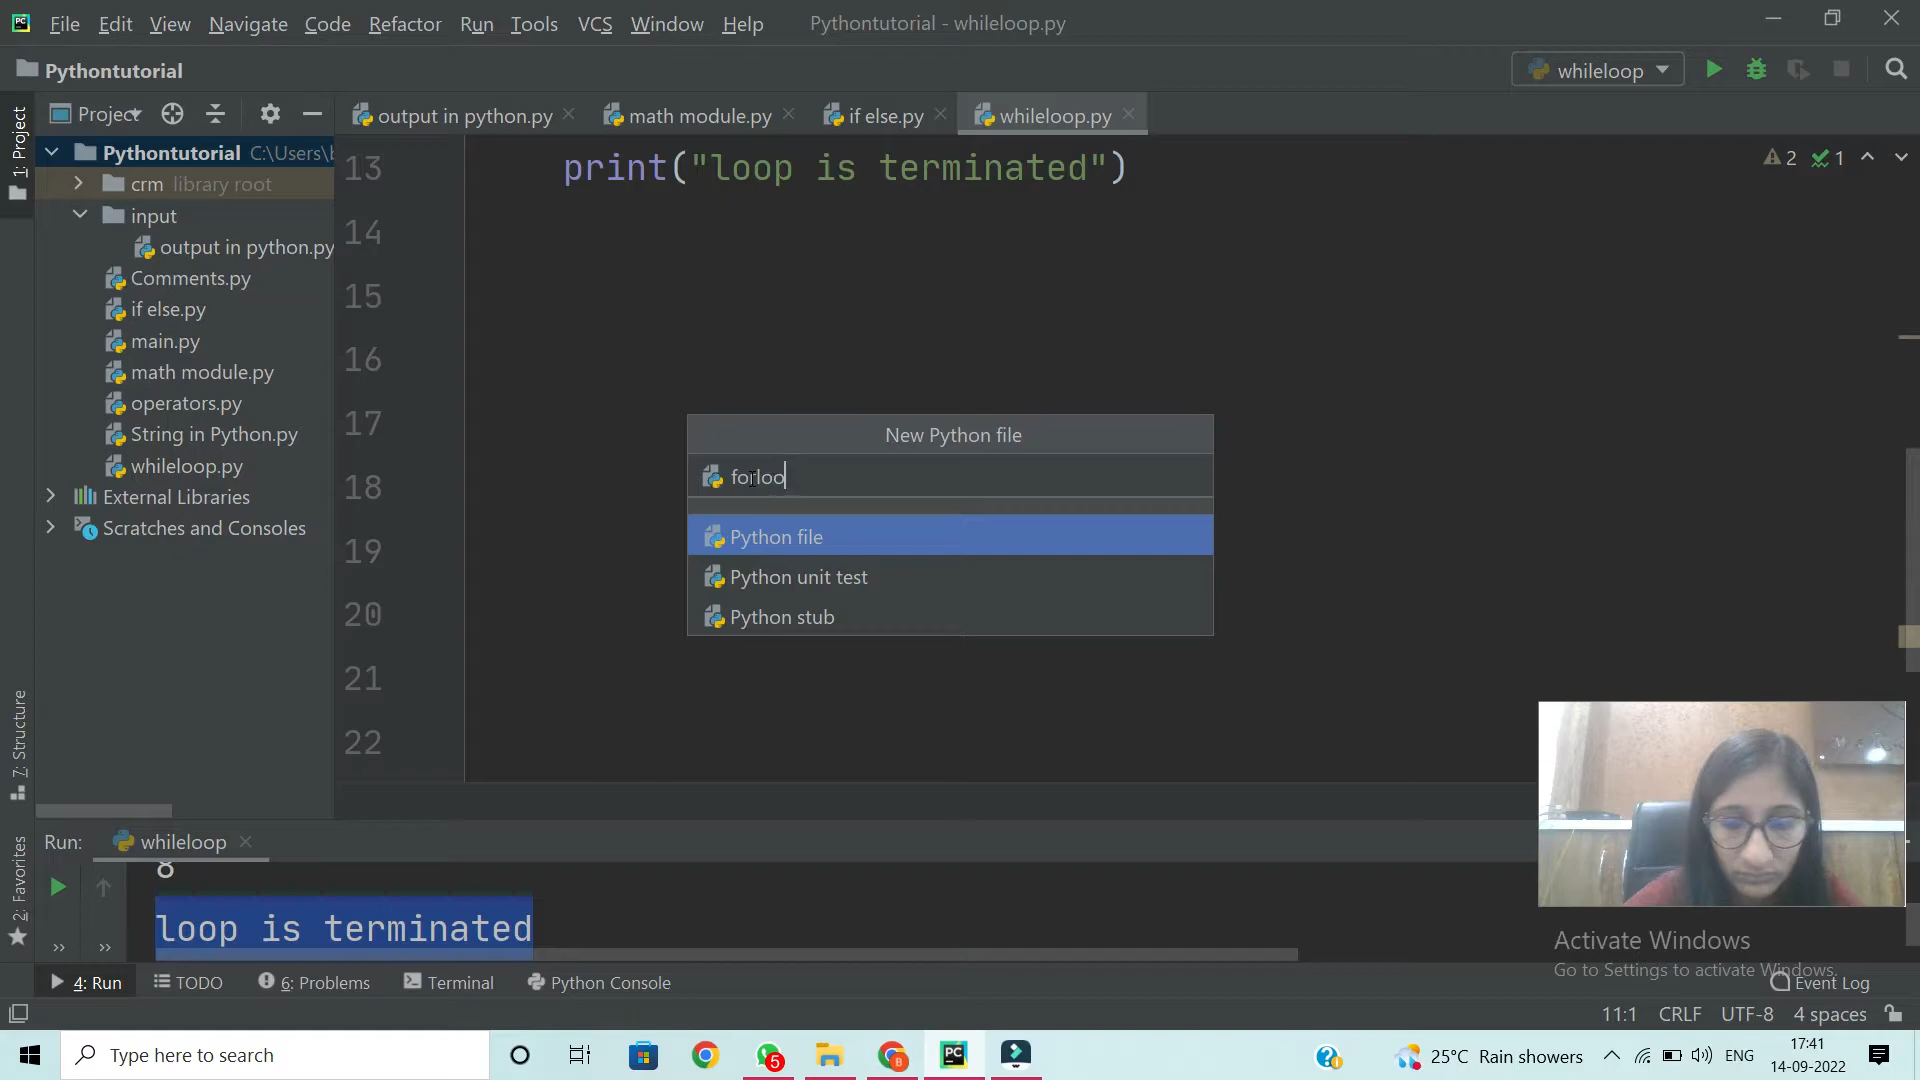 File Edit View Navigate Code Refactor Run Tools VCS Window Help Pythontutorial - whileloop.py
Pythontutorial whileloop
1: Project
Project output in python.py math module.py if else.py whileloop.py
Pythontutorial C:\Users\
crm library root
input
output in python.py
Comments.py
if else.py
main.py
math module.py
operators.py
String in Python.py
whileloop.py
External Libraries
Scratches and Consoles
2 1
13 print("loop is terminated")
14
15
16
17
18
19
20
21
22
New Python file
forloo
Python file
Python unit test
Python stub
7: Structure
2: Favorites
Run: whileloop
8
loop is terminated
Activate Windows
Go to Settings to activate Windows.
4: Run TODO 6: Problems Terminal Python Console Event Log
11:1 CRLF UTF-8 4 spaces
Type here to search
5
25°C Rain showers
ENG
17:41
14-09-2022